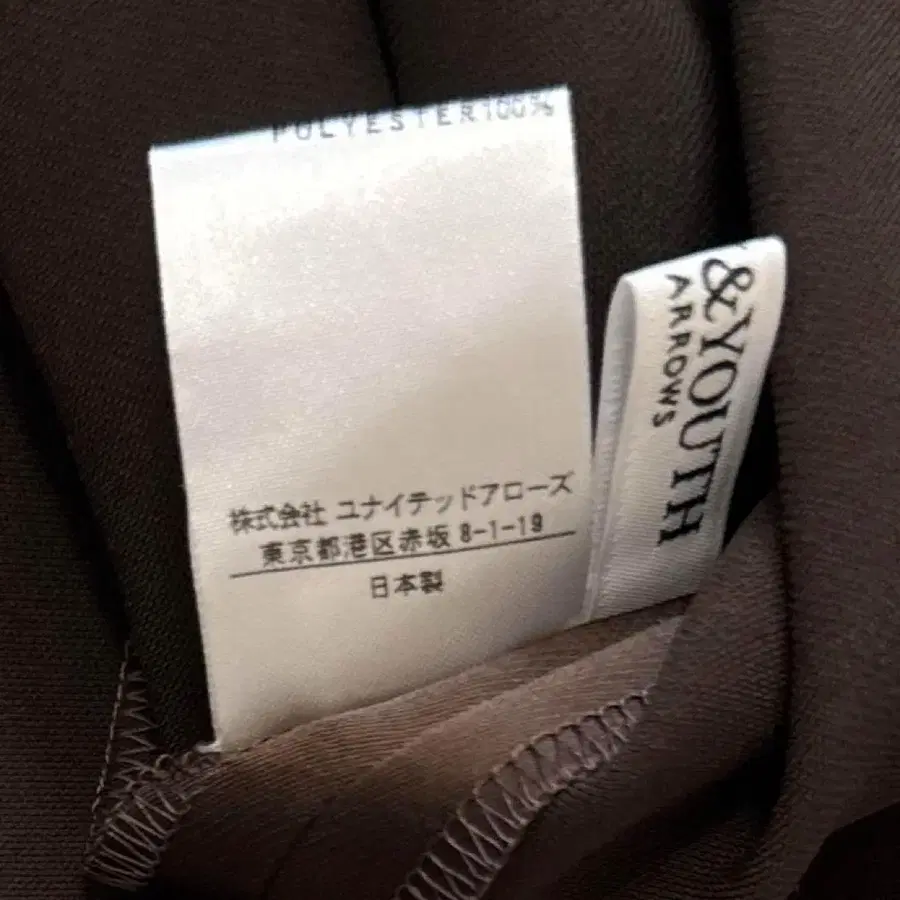 POLYESTER100%
株式会社 ユナイテッドアローズ
東京都港区赤坂 8-1-19
日本製
&YOUTH
ARROWS